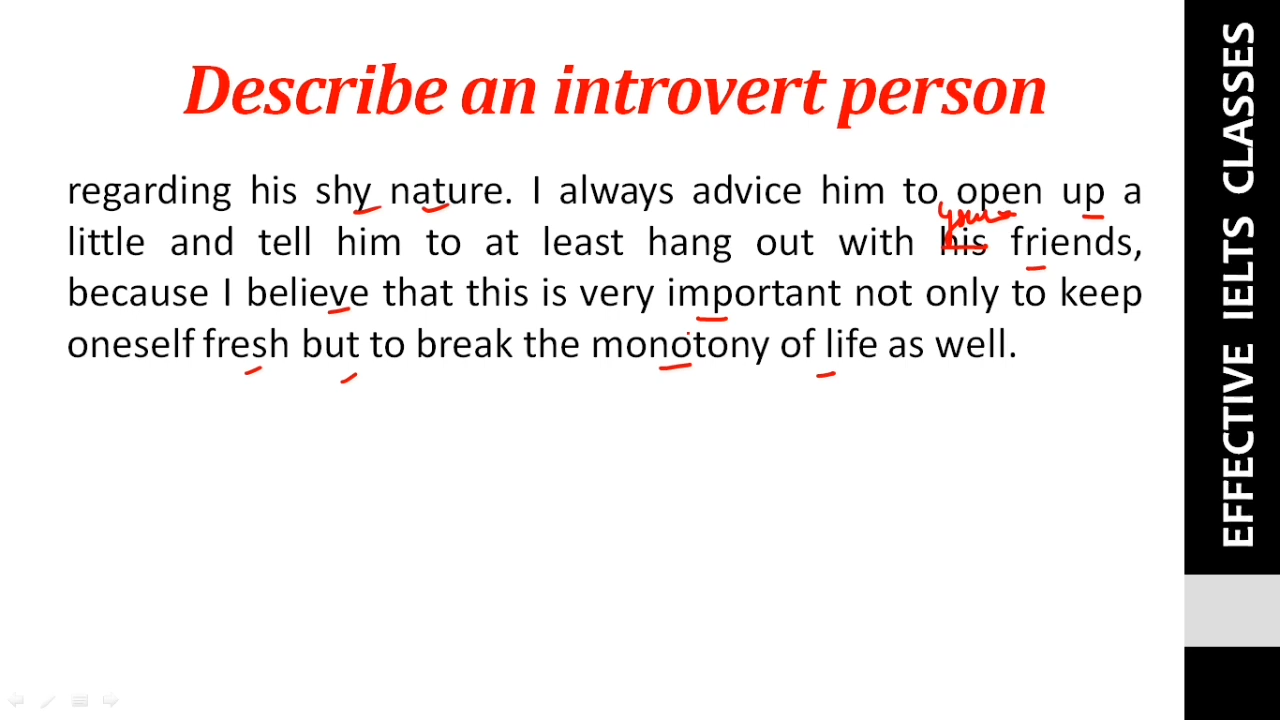 Describe an introvert person
regarding his shy nature. I always advice him to open up a
little and tell him to at least hang out with his friends,
because I believe that this is very important not only to keep
oneself fresh but to break the monotony of life as well.
EFFECTIVE IELTS CLASSES